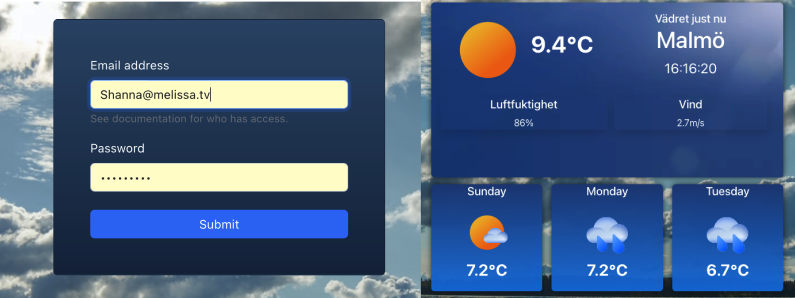 Email address
Shanna@melissa.tv
See documentation for who has access.
Password
•••••••••
Submit
9.4°C
Vädret just nu
Malmö
16:16:20
Luftfuktighet
86%
Vind
2.7m/s
Sunday
7.2°C
Monday
7.2°C
Tuesday
6.7°C